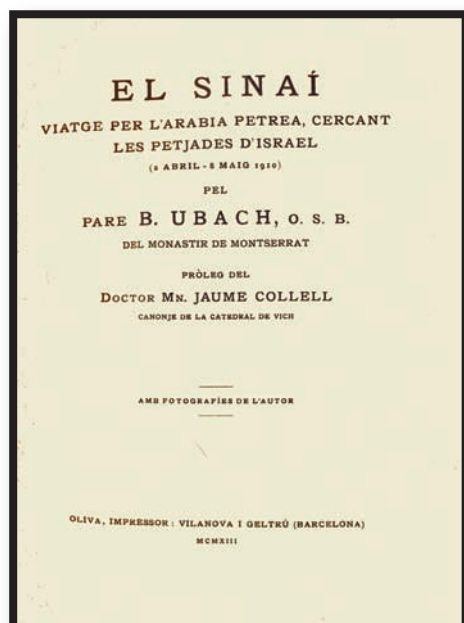 EL SINAÍ
VIATGE PER L'ARABIA PETREA, CERCANT
LES PETJADES D'ISRAEL
(2 ABRIL - 8 MAIG 1910)
PEL
PARE B. UBACH, O. S. B.
DEL MONASTIR DE MONTSERRAT
PRÒLEG DEL
DOCTOR MN. JAUME COLLELL
CANONJE DE LA CATEDRAL DE VICH
AMB FOTOGRAFÍES DE L'AUTOR
OLIVA, IMPRESSOR: VILANOVA I GELTRÚ (BARCELONA)
MCMXIII